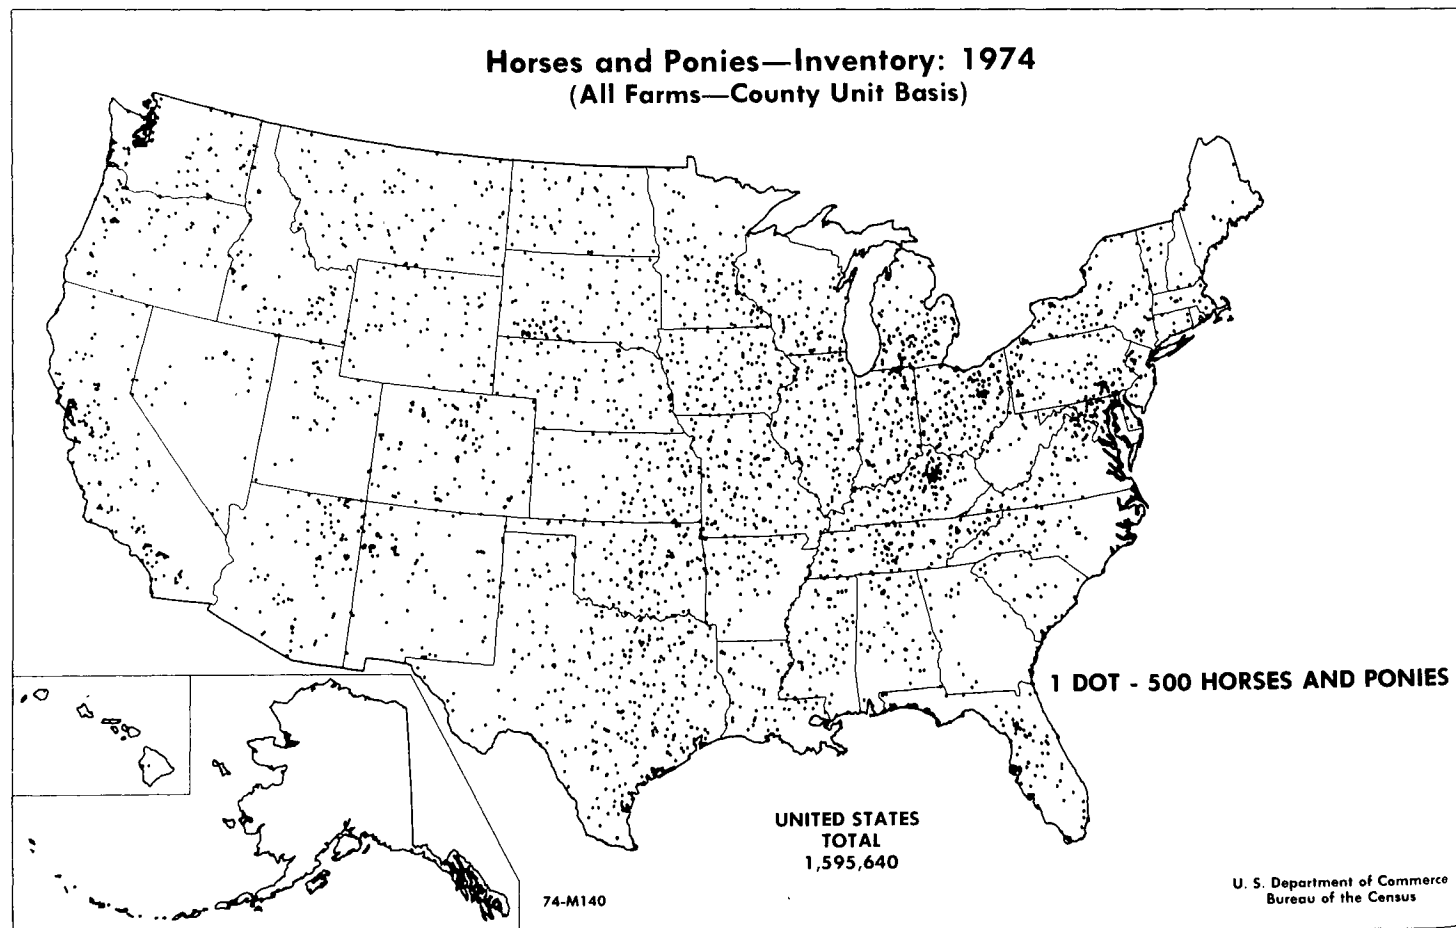 Horses and Ponies—Inventory: 1974
(All Farms—County Unit Basis)
1 DOT - 500 HORSES AND PONIES
UNITED STATES
TOTAL
1,595,640
74-M140
U. S. Department of Commerce
Bureau of the Census